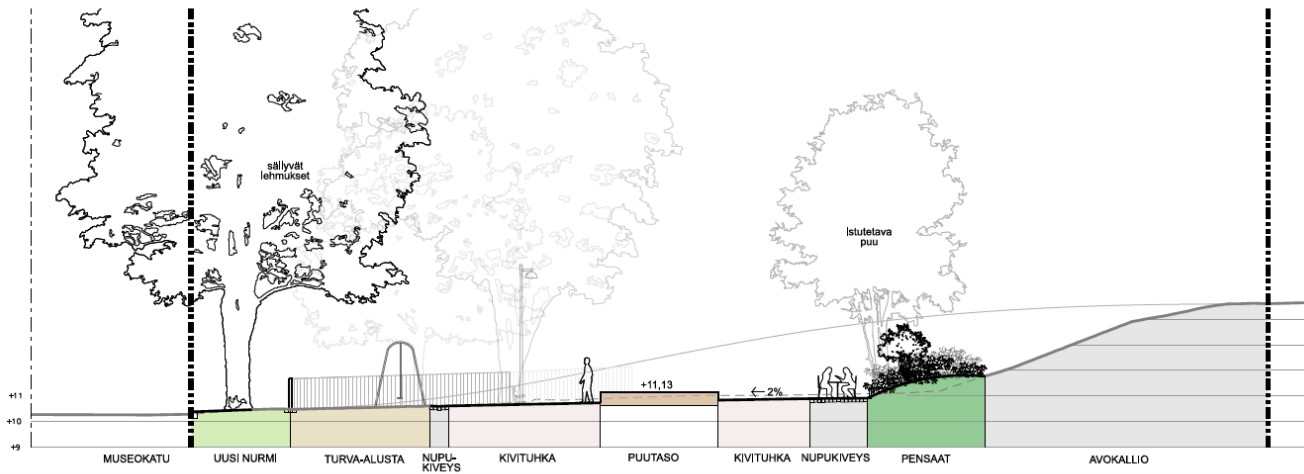 säilyvät
lehmukset
Istutetava
puu
+11,13
←2%
+11
+10
+9
MUSEOKATU
UUSI NURMI
TURVA-ALUSTA
NUPU-
KIVEYS
KIVITUHKA
PUUTASO
KIVITUHKA
NUPUKIVEYS
PENSAAT
AVOKALLIO